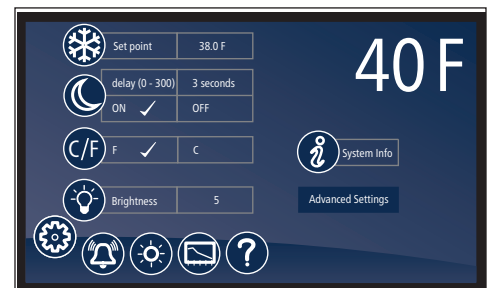 40 F
Set point 38.0 F
delay (0 - 300) 3 seconds
ON OFF
C/F F C
System Info
Brightness 5
Advanced Settings
?